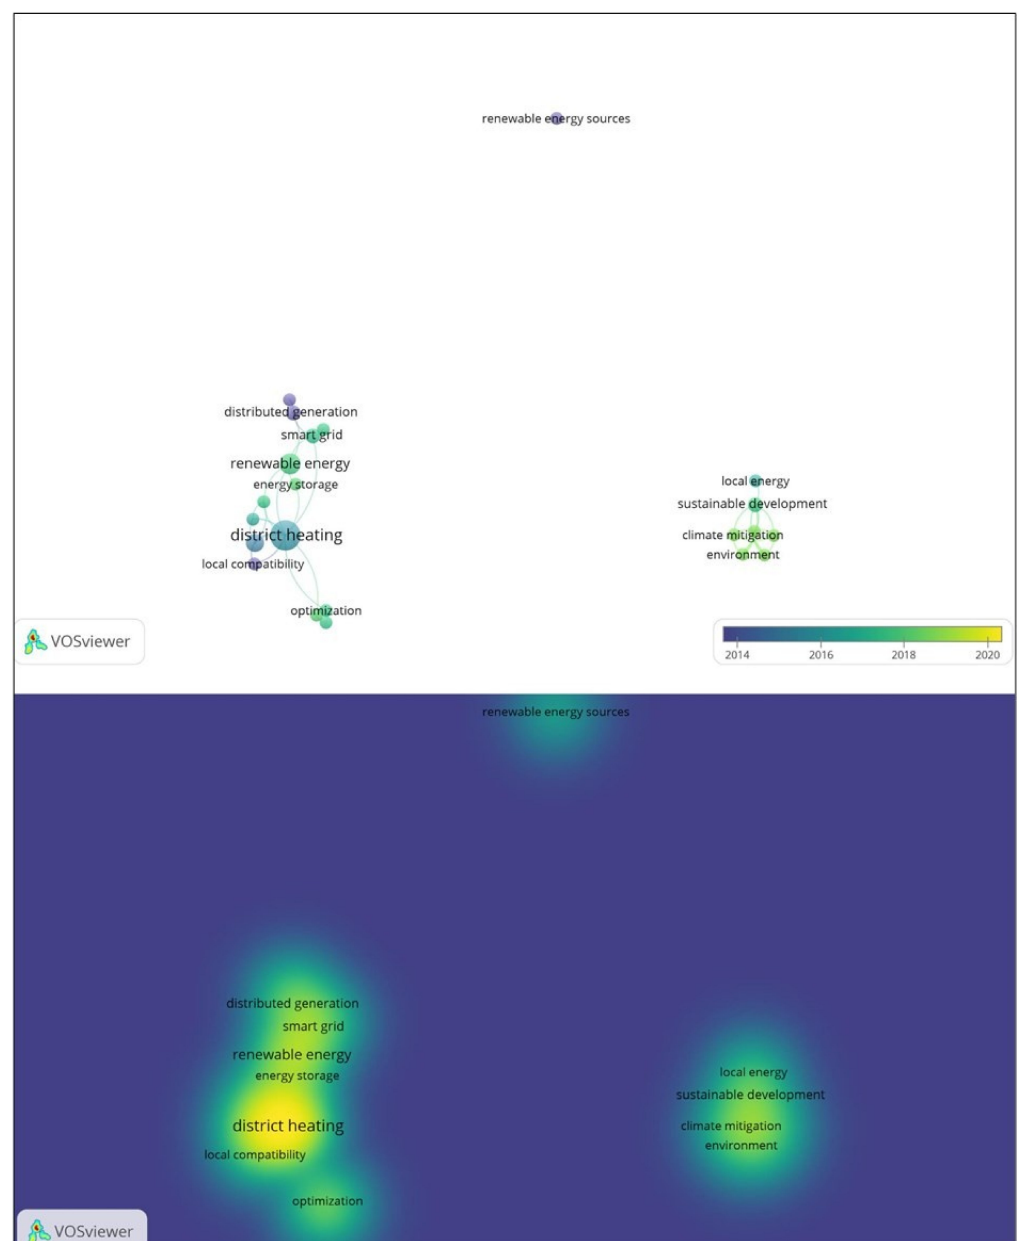 renewable energy sources
distributed generation
smart grid
renewable energy
energy storage
district heating
local compatibility
optimization
local energy
sustainable development
climate mitigation
environment
VOSviewer
2014 2016 2018 2020
renewable energy sources
distributed generation
smart grid
renewable energy
energy storage
district heating
local compatibility
optimization
local energy
sustainable development
climate mitigation
environment
VOSviewer